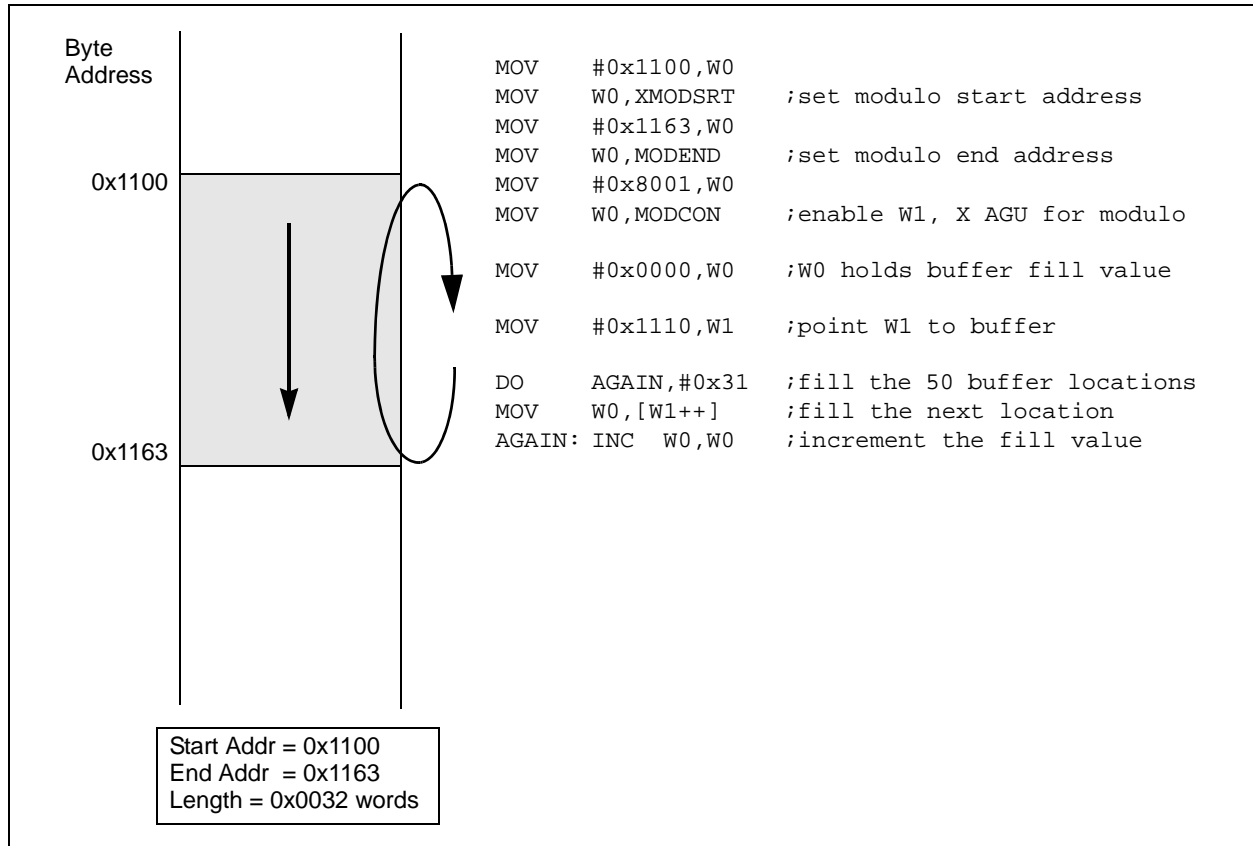 Byte
Address
0x1100
0x1163
MOV #0x1100,W0
MOV W0,XMODSRT ;set modulo start address
MOV #0x1163,W0
MOV W0,MODEND ;set modulo end address
MOV #0x8001,W0
MOV W0,MODCON ;enable W1, X AGU for modulo
MOV #0x0000,W0 ;W0 holds buffer fill value
MOV #0x1110,W1 ;point W1 to buffer
DO AGAIN,#0x31 ;fill the 50 buffer locations
MOV W0,[W1++] ;fill the next location
AGAIN: INC W0,W0 ;increment the fill value
Start Addr = 0x1100
End Addr = 0x1163
Length = 0x0032 words